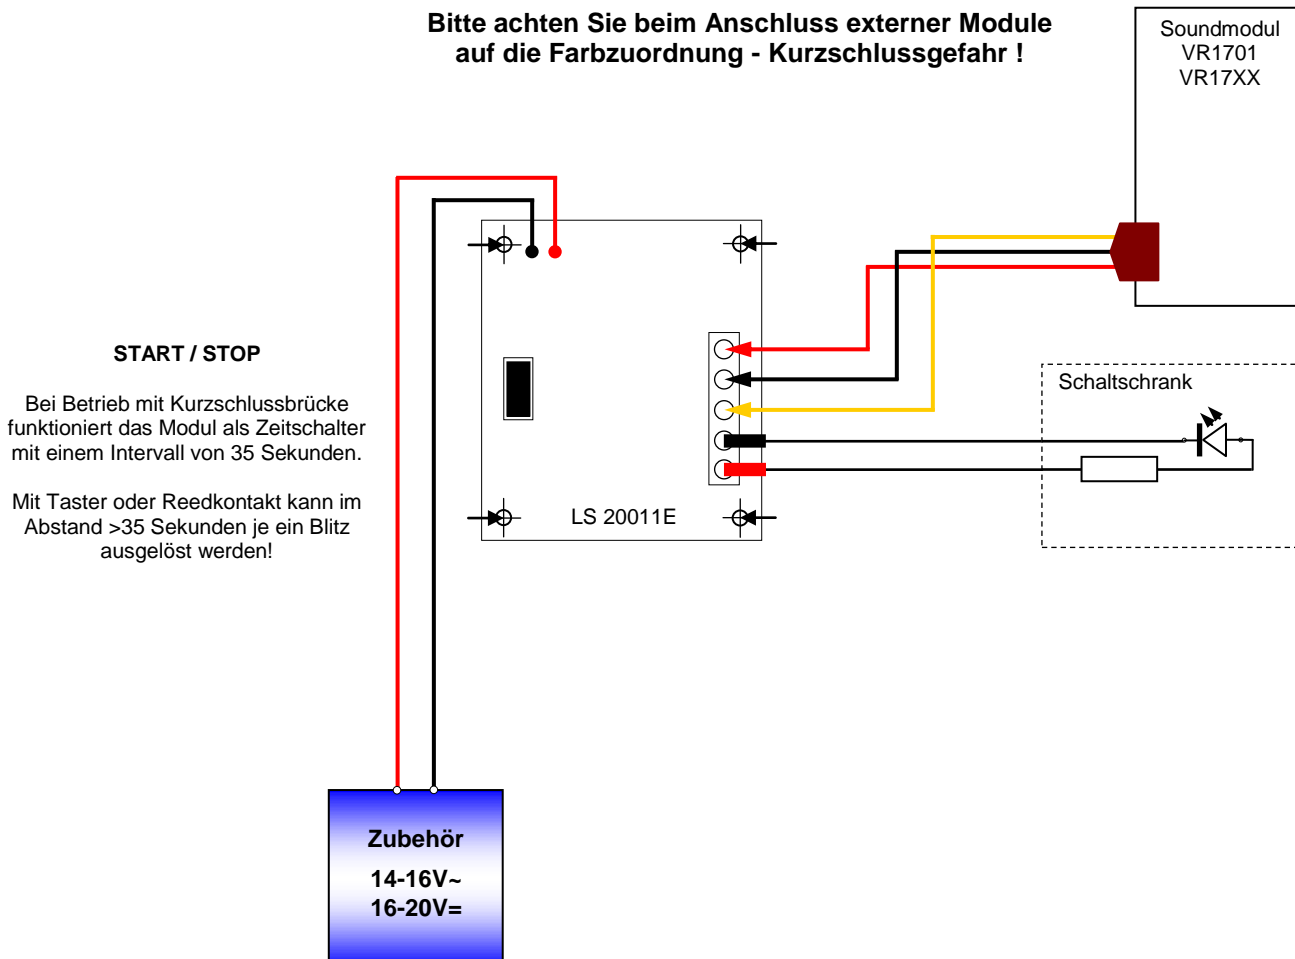 Bitte achten Sie beim Anschluss externer Module
auf die Farbzuordnung - Kurzschlussgefahr !
Soundmodul
VR1701
VR17XX
START / STOP
Bei Betrieb mit Kurzschlussbrücke
funktioniert das Modul als Zeitschalter
mit einem Intervall von 35 Sekunden.
Mit Taster oder Reedkontakt kann im
Abstand >35 Sekunden je ein Blitz
ausgelöst werden!
Schaltschrank
LS 20011E
Zubehör
14-16V~
16-20V=